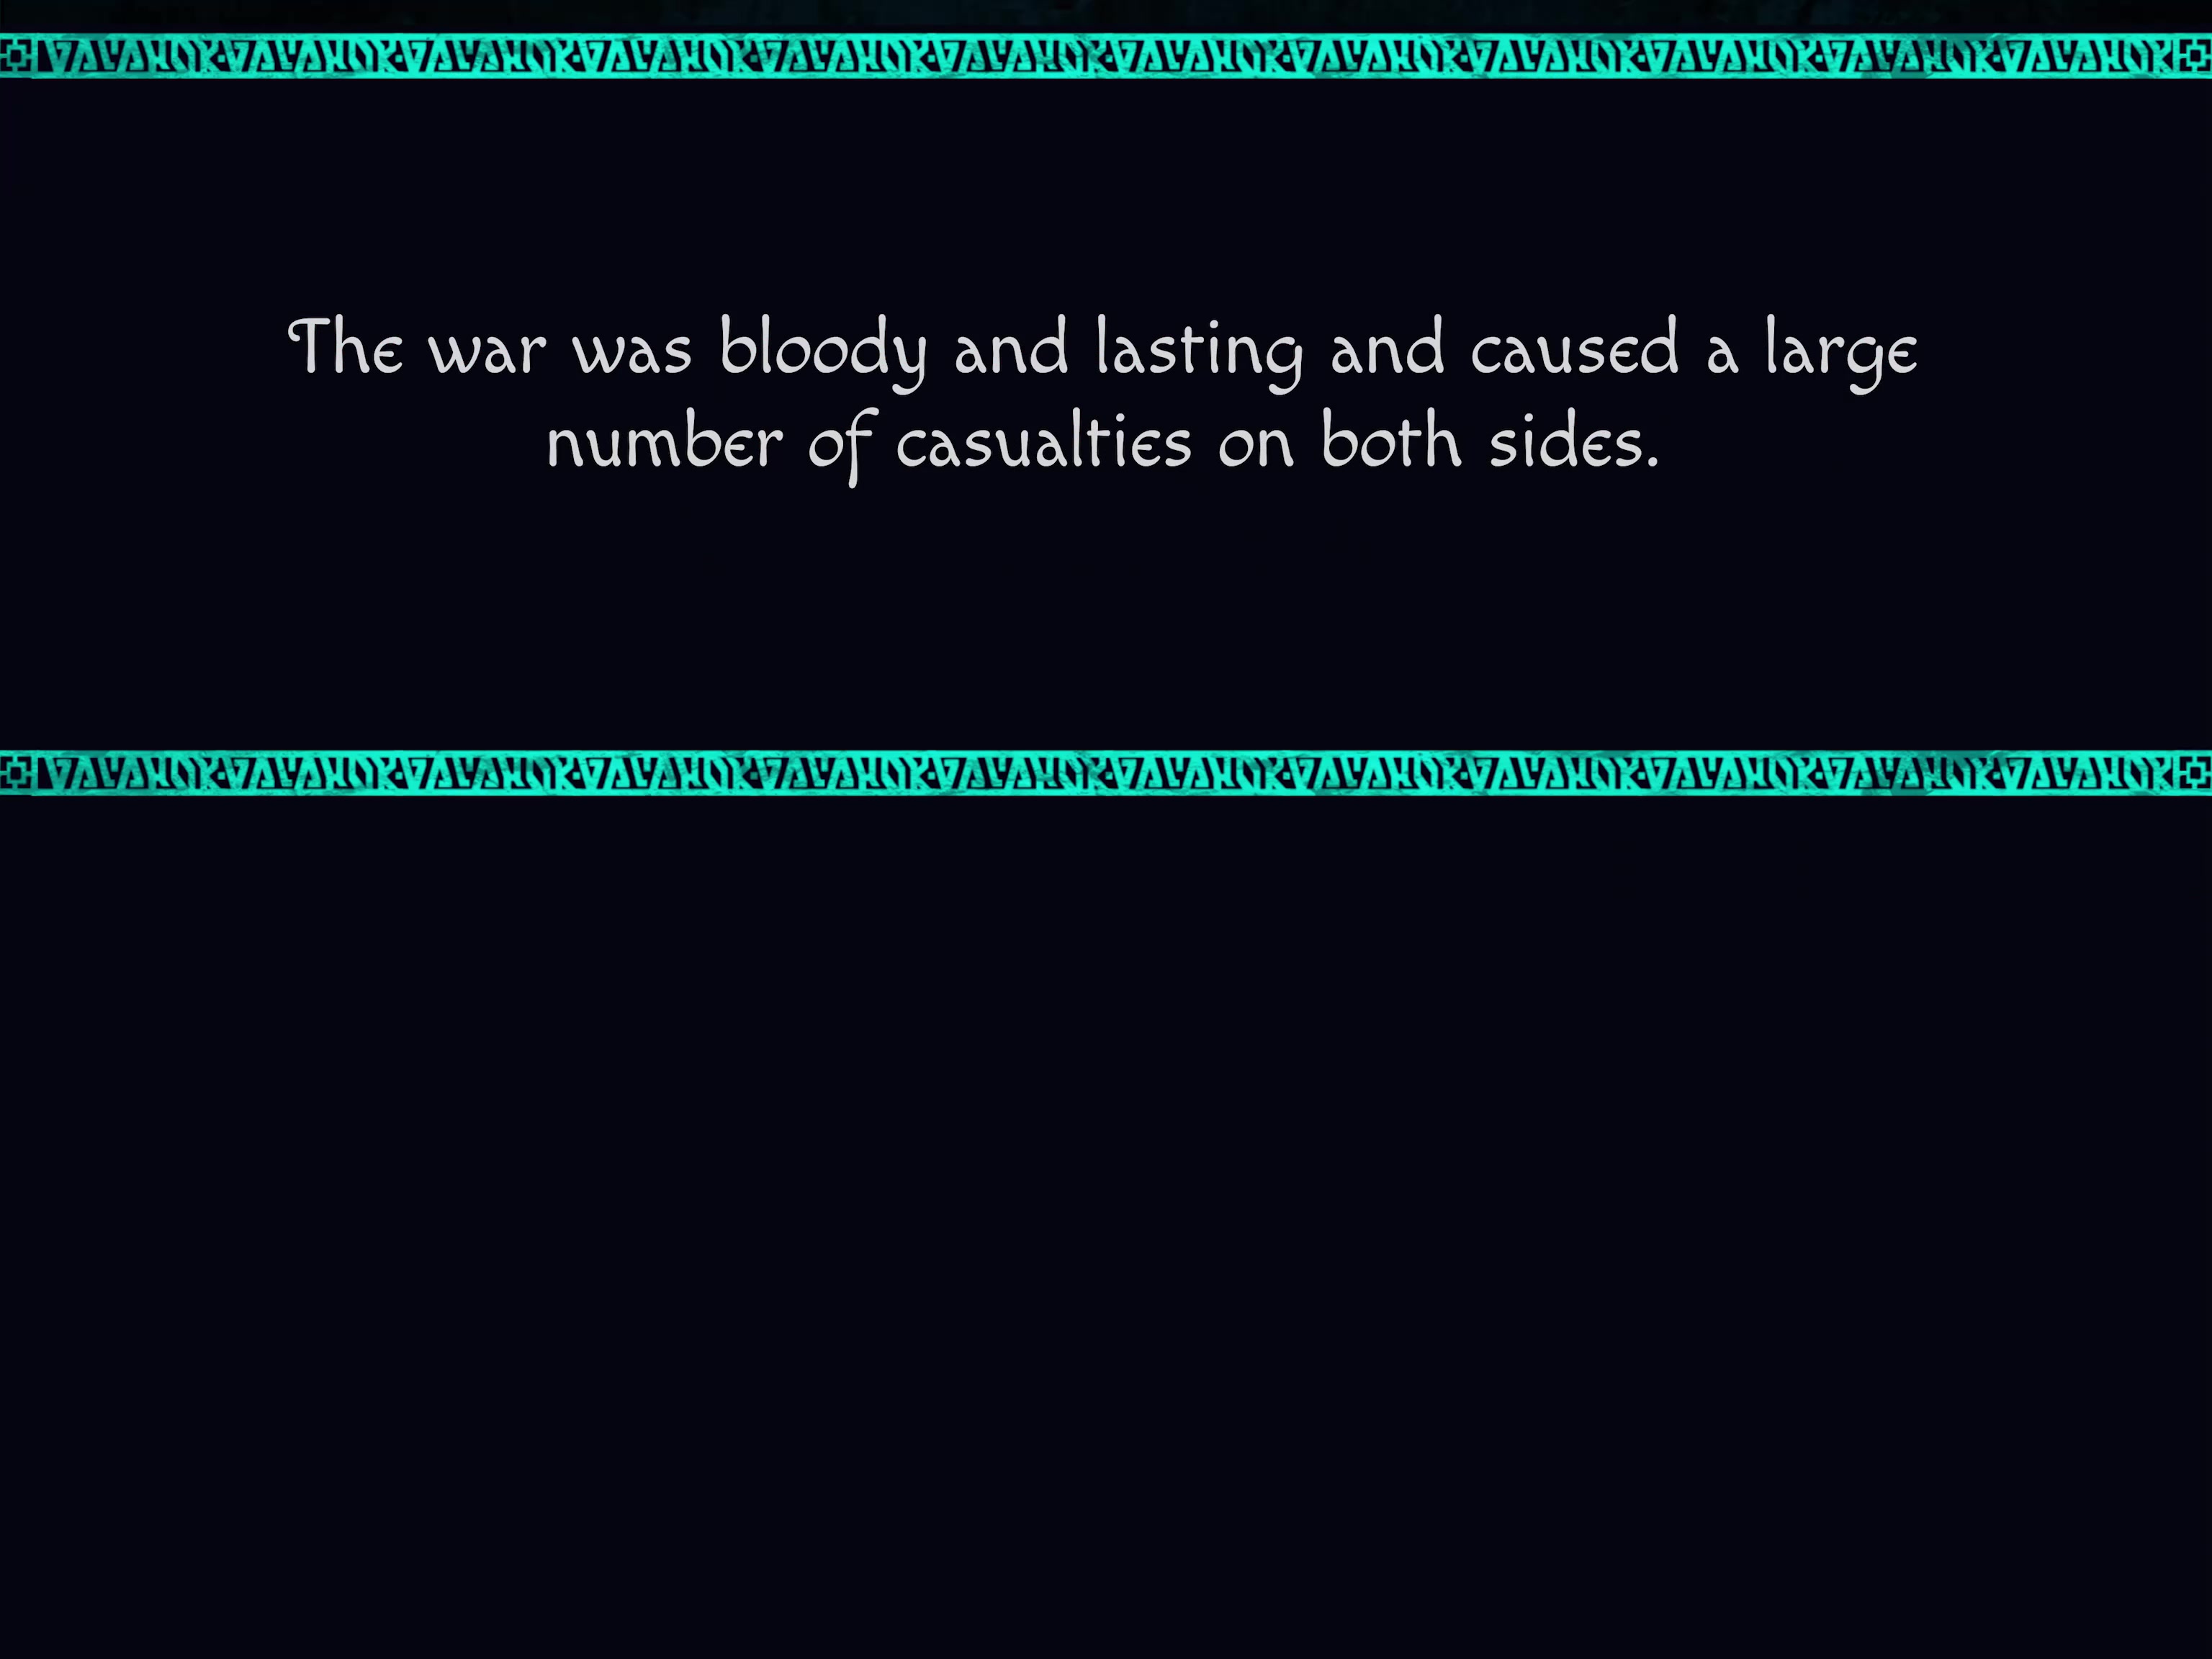 The war was bloody and lasting and caused a large
number of casualties on both sides.